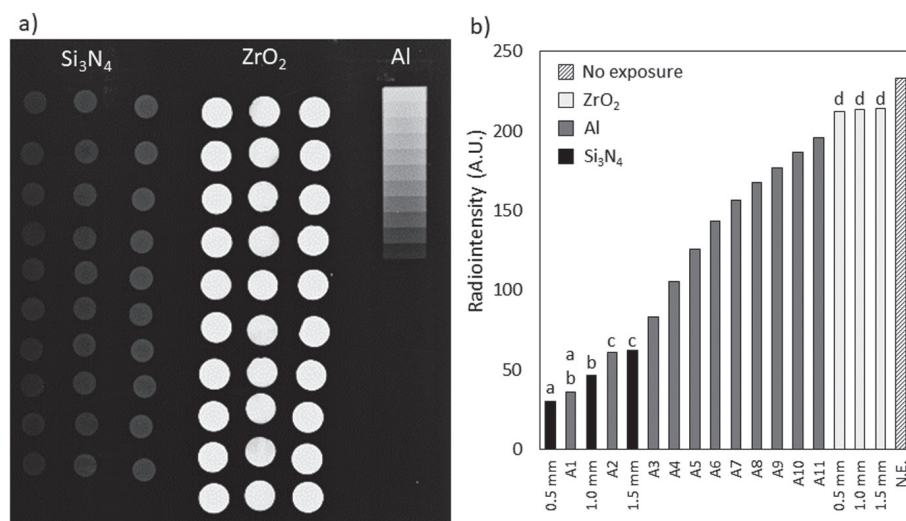 a)
Si₃N₄ ZrO₂ Al
b)
250
200
150
100
50
0
Radiointensity (A.U.)
No exposure
ZrO₂
Al
Si₃N₄
a a b b c c d d d
0.5 mm A1 1.0 mm A2 1.5 mm A3 A4 A5 A6 A7 A8 A9 A10 A11 0.5 mm 1.0 mm 1.5 mm N.E.